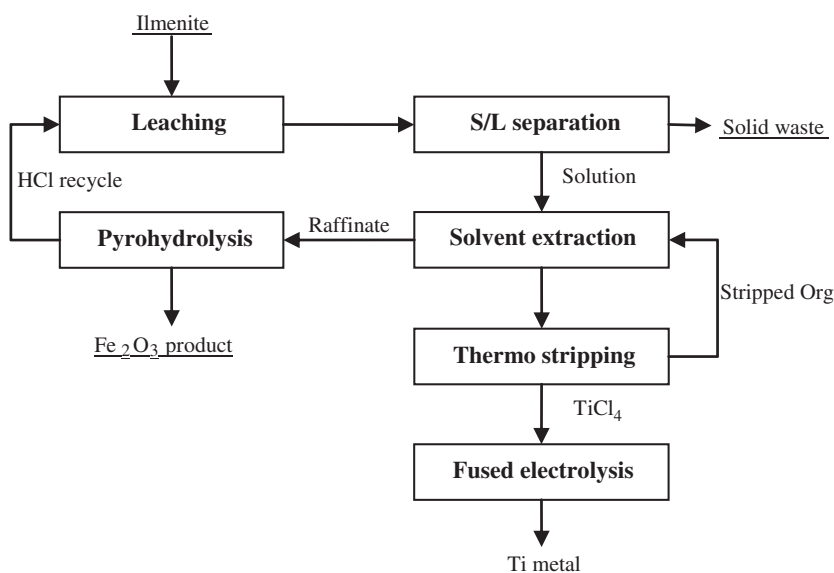 Ilmenite
Leaching
S/L separation
Solid waste
HCl recycle
Solution
Pyrohydrolysis
Raffinate
Solvent extraction
Stripped Org
Fe2O3 product
Thermo stripping
TiCl4
Fused electrolysis
Ti metal